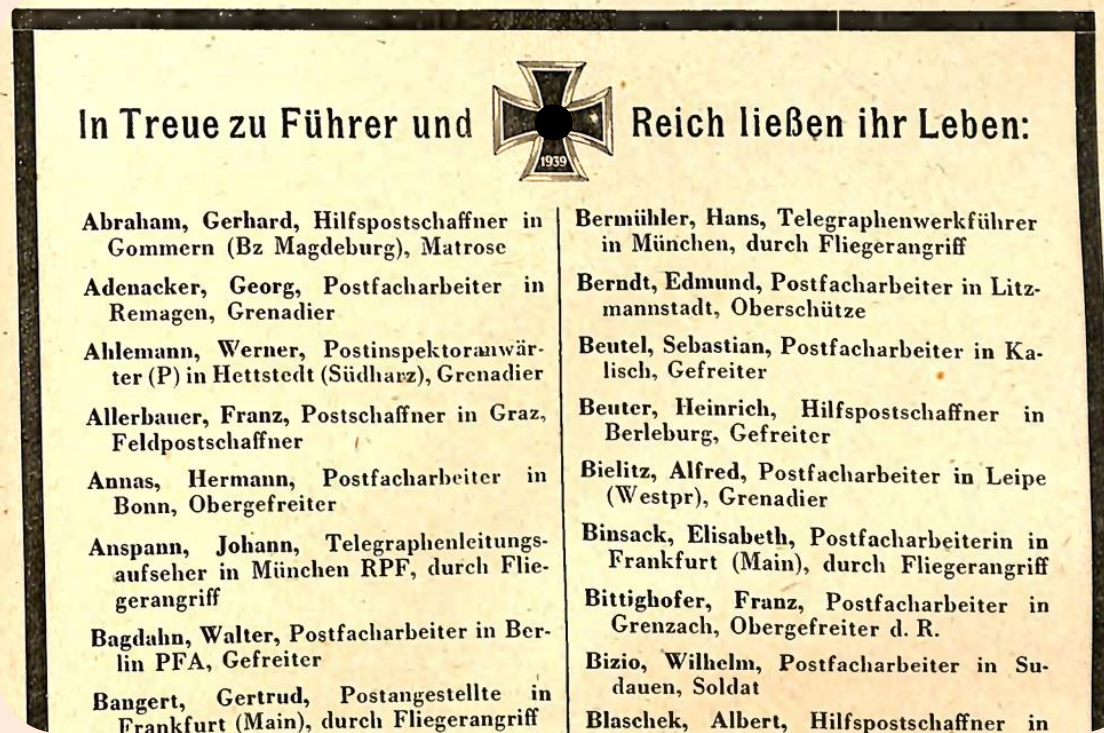 In Treue zu Führer und Reich ließen ihr Leben:
1939
Abraham, Gerhard, Hilfspostschaffner in
Gommern (Bz Magdeburg), Matrose
Adenacker, Georg, Postfacharbeiter in
Remagen, Grenadier
Ahlemann, Werner, Postinspektoranwär-
ter (P) in Hettstedt (Südharz), Grenadier
Allerbauer, Franz, Postschaffner in Graz,
Feldpostschaffner
Annas, Hermann, Postfacharbeiter in
Bonn, Obergefreiter
Anspann, Johann, Telegraphenleitungs-
aufseher in München RPF, durch Flie-
gerangriff
Bagdahn, Walter, Postfacharbeiter in Ber-
lin PFA, Gefreiter
Bangert, Gertrud, Postangestellte in
Frankfurt (Main), durch Fliegerangriff
Bermühler, Hans, Telegraphenwerkführer
in München, durch Fliegerangriff
Berndt, Edmund, Postfacharbeiter in Litz-
mannstadt, Oberschütze
Beutel, Sebastian, Postfacharbeiter in Ka-
lisch, Gefreiter
Beuter, Heinrich, Hilfspostschaffner in
Berleburg, Gefreiter
Bielitz, Alfred, Postfacharbeiter in Leipe
(Westpr), Grenadier
Binsack, Elisabeth, Postfacharbeiterin in
Frankfurt (Main), durch Fliegerangriff
Bittighofer, Franz, Postfacharbeiter in
Grenzach, Obergefreiter d. R.
Bizio, Wilhelm, Postfacharbeiter in Su-
dauen, Soldat
Blaschek, Albert, Hilfspostschaffner in